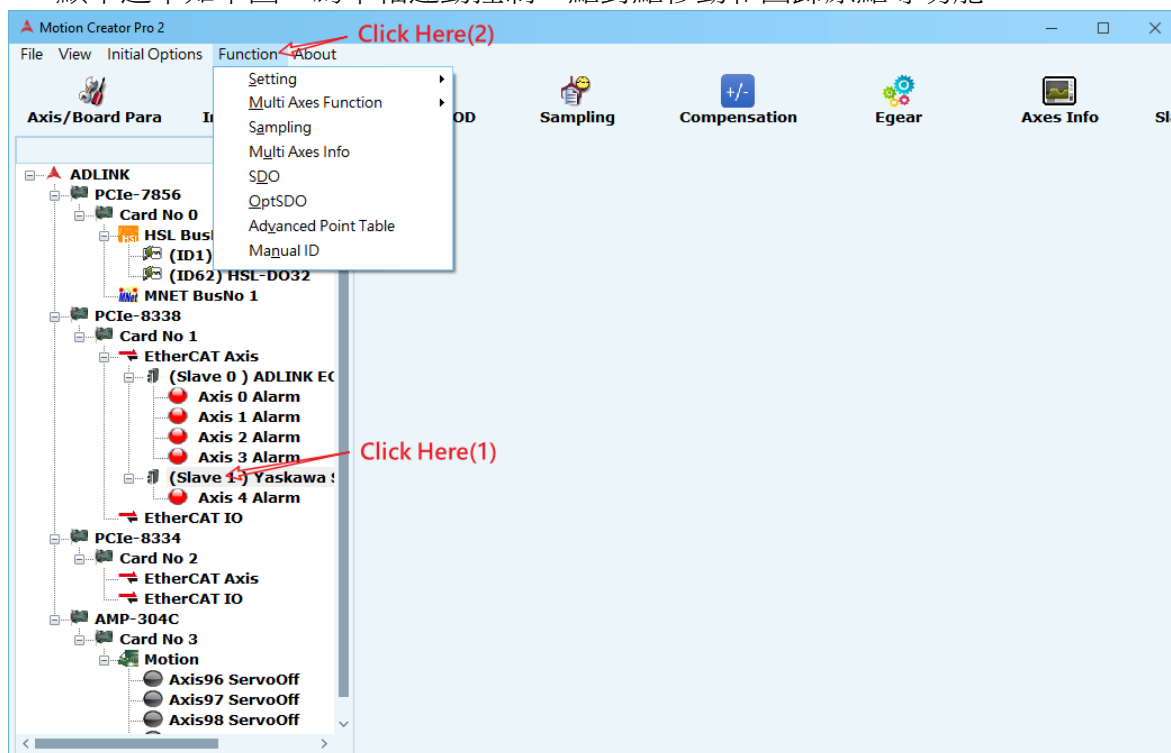 Motion Creator Pro 2
Click Here(2)
File View Initial Options Function About
Setting
Multi Axes Function
Sampling
Multi Axes Info
SDO
OptSDO
Advanced Point Table
Manual ID
Axis/Board Para
OD
Sampling
Compensation
Egear
Axes Info
ADLINK
PCIe-7856
Card No 0
HSL
(ID1)
(ID62) HSL-DO32
MNET BusNo 1
PCIe-8338
Card No 1
EtherCAT Axis
(Slave 0 ) ADLINK
Axis 0 Alarm
Axis 1 Alarm
Axis 2 Alarm
Axis 3 Alarm
Click Here(1)
(Slave 1 ) Yaskawa
Axis 4 Alarm
EtherCAT IO
PCIe-8334
Card No 2
EtherCAT Axis
EtherCAT IO
AMP-304C
Card No 3
Motion
Axis96 ServoOff
Axis97 ServoOff
Axis98 ServoOff